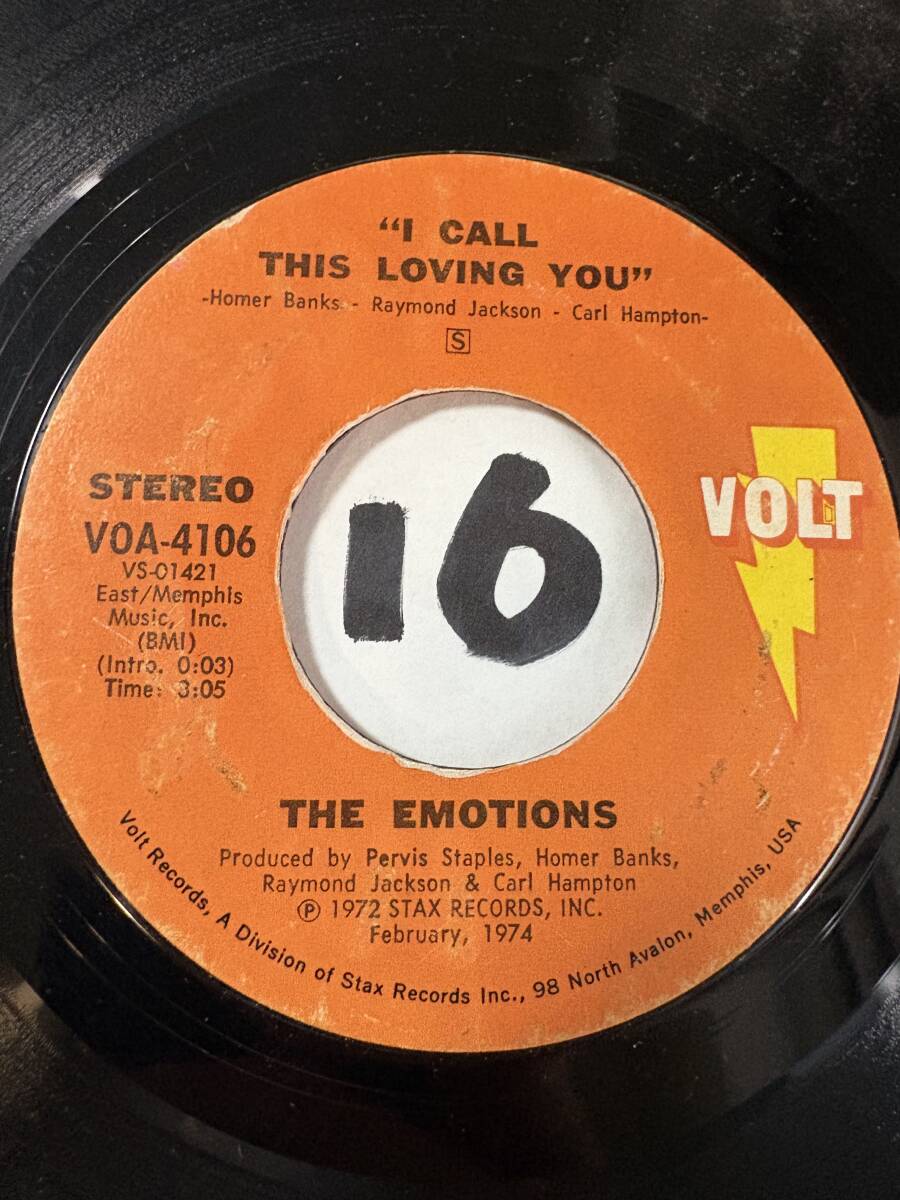 "I CALL
THIS LOVING YOU"
-Homer Banks - Raymond Jackson - Carl Hampton-
S
STEREO
VOA-4106
VS-01421
East/Memphis
Music, Inc.
(BMI)
(Intro. 0:03)
Time: 3:05
16
VOLT
THE EMOTIONS
Produced by Pervis Staples, Homer Banks,
Raymond Jackson & Carl Hampton
Ⓟ 1972 STAX RECORDS, INC.
February, 1974
Volt Records, A Division of Stax Records Inc., 98 North Avalon, Memphis, USA